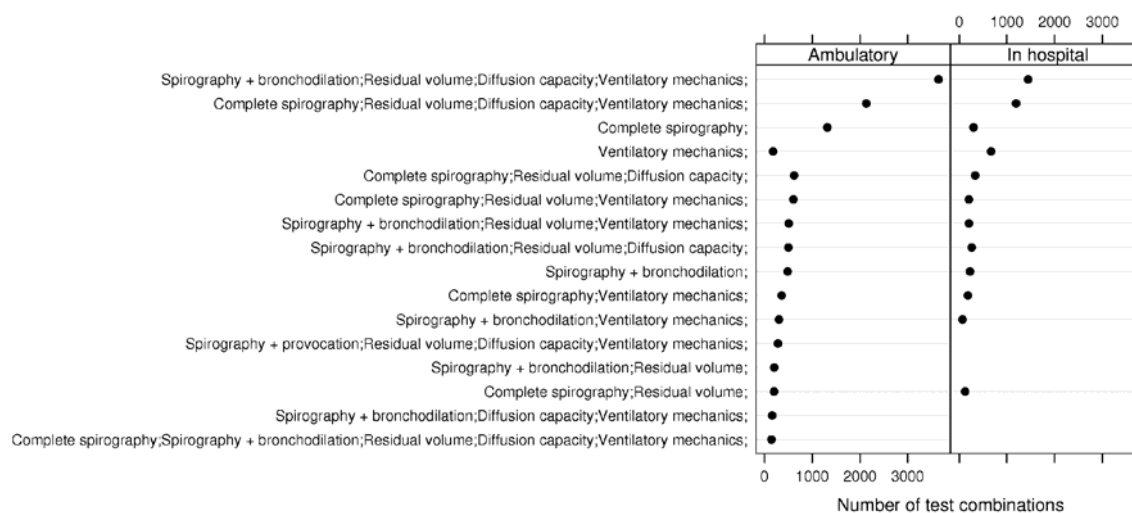 0 1000 2000 3000
Ambulatory In hospital
Spirography + bronchodilation;Residual volume;Diffusion capacity;Ventilatory mechanics;
Complete spirography;Residual volume;Diffusion capacity;Ventilatory mechanics;
Complete spirography;
Ventilatory mechanics;
Complete spirography;Residual volume;Diffusion capacity;
Complete spirography;Residual volume;Ventilatory mechanics;
Spirography + bronchodilation;Residual volume;Ventilatory mechanics;
Spirography + bronchodilation;Residual volume;Diffusion capacity;
Spirography + bronchodilation;
Complete spirography;Ventilatory mechanics;
Spirography + bronchodilation;Ventilatory mechanics;
Spirography + provocation;Residual volume;Diffusion capacity;Ventilatory mechanics;
Spirography + bronchodilation;Residual volume;
Complete spirography;Residual volume;
Spirography + bronchodilation;Diffusion capacity;Ventilatory mechanics;
Complete spirography;Spirography + bronchodilation;Residual volume;Diffusion capacity;Ventilatory mechanics;
0 1000 2000 3000
Number of test combinations